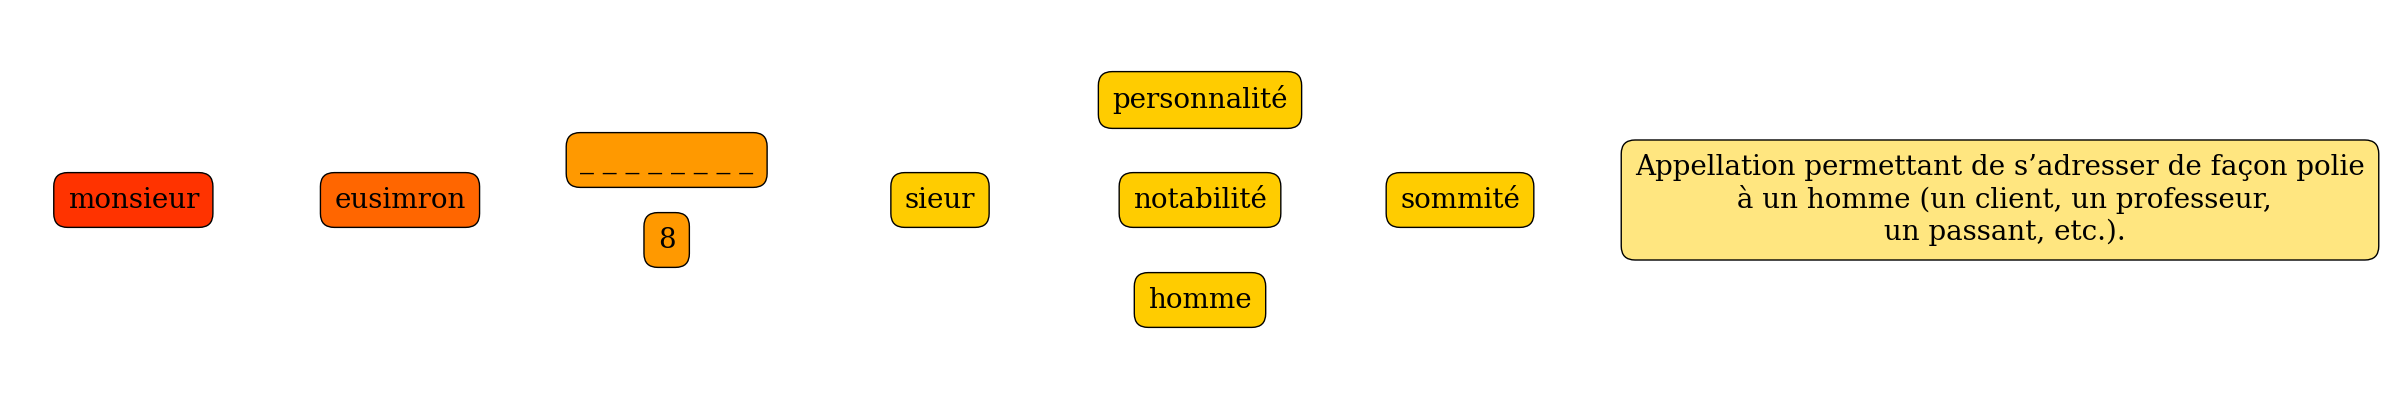 monsieur
eusimron
_ _ _ _ _ _ _ _
8
sieur
personnalité
notabilité
homme
sommité
Appellation permettant de s’adresser de façon polie
à un homme (un client, un professeur,
un passant, etc.).